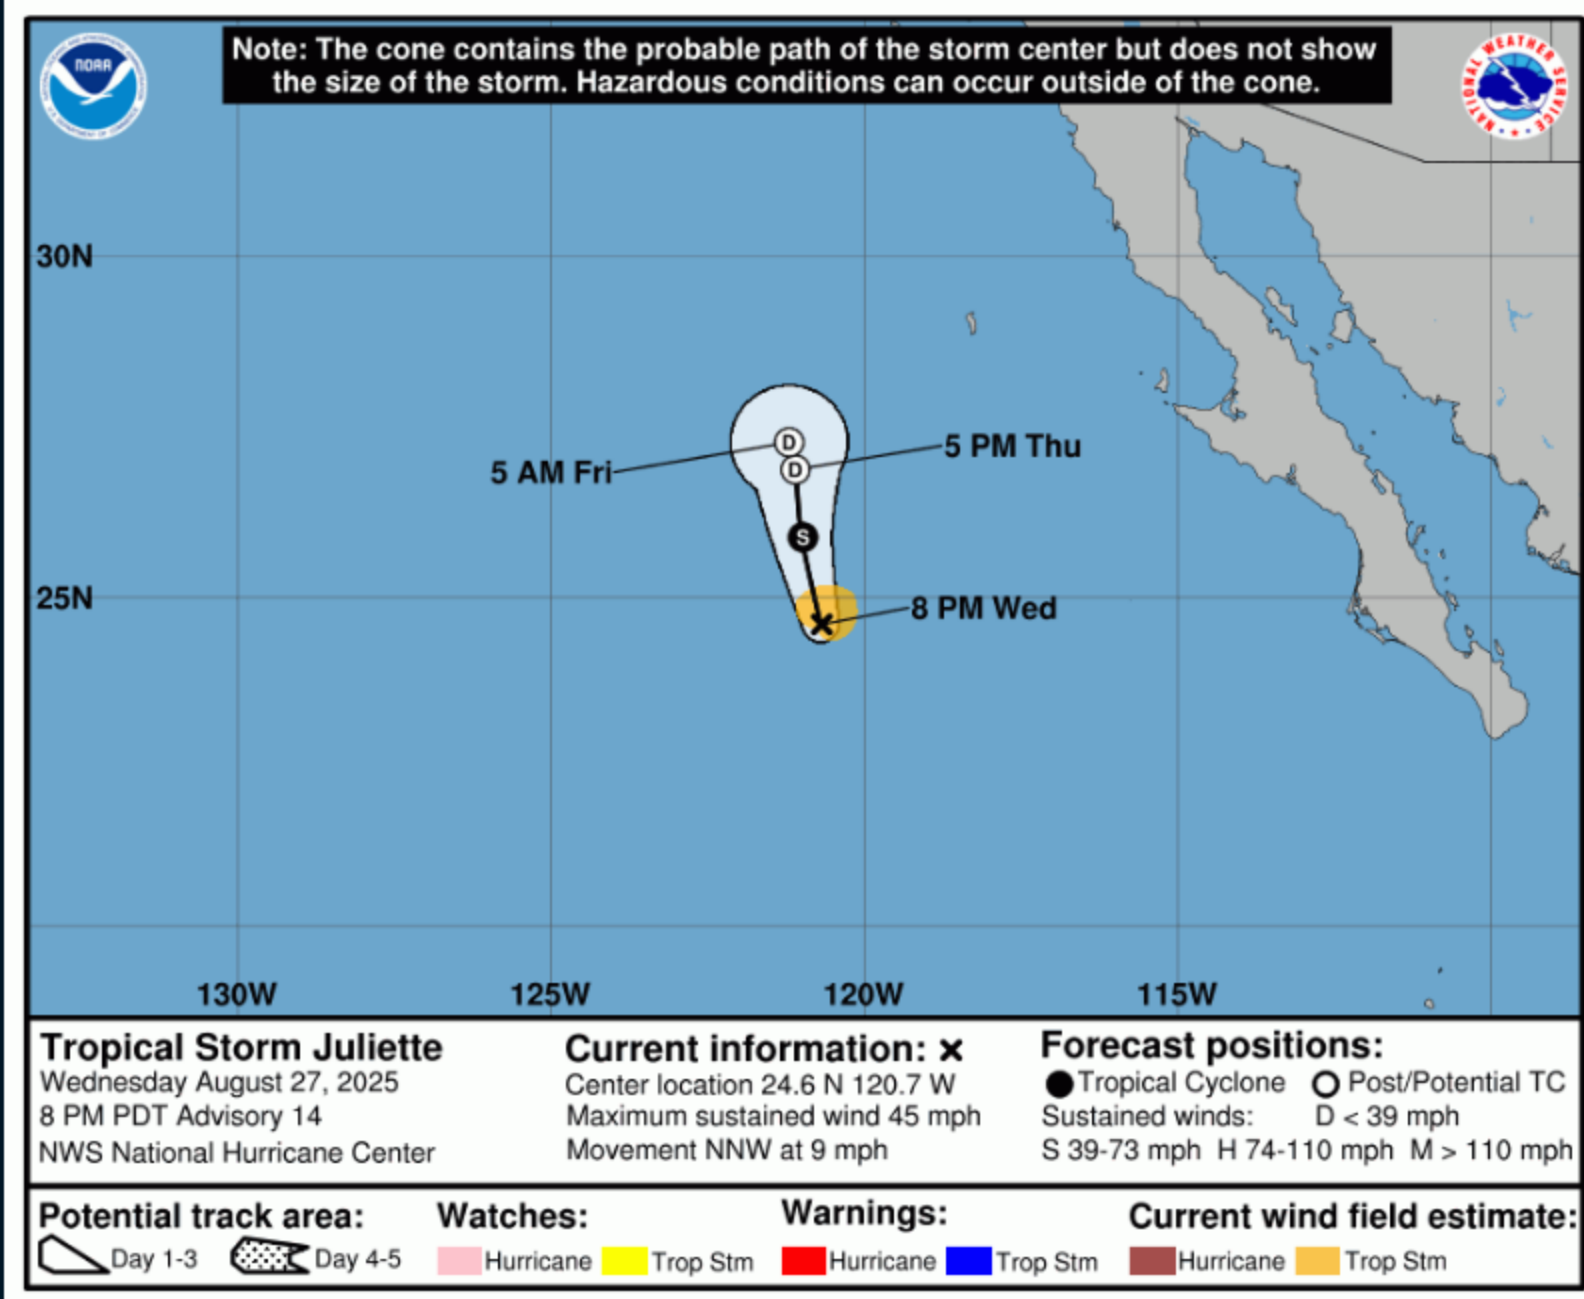 Note: The cone contains the probable path of the storm center but does not show
the size of the storm. Hazardous conditions can occur outside of the cone.
NOAA
NATIONAL WEATHER SERVICE
30N
5 PM Thu
5 AM Fri
D
D
S
25N
8 PM Wed
130W
125W
120W
115W
Tropical Storm Juliette
Wednesday August 27, 2025
8 PM PDT Advisory 14
NWS National Hurricane Center
Current information: x
Center location 24.6 N 120.7 W
Maximum sustained wind 45 mph
Movement NNW at 9 mph
Forecast positions:
Tropical Cyclone Post/Potential TC
Sustained winds: D < 39 mph
S 39-73 mph H 74-110 mph M > 110 mph
Potential track area:
Day 1-3 Day 4-5
Watches:
Hurricane Trop Stm
Warnings:
Hurricane Trop Stm
Current wind field estimate:
Hurricane Trop Stm